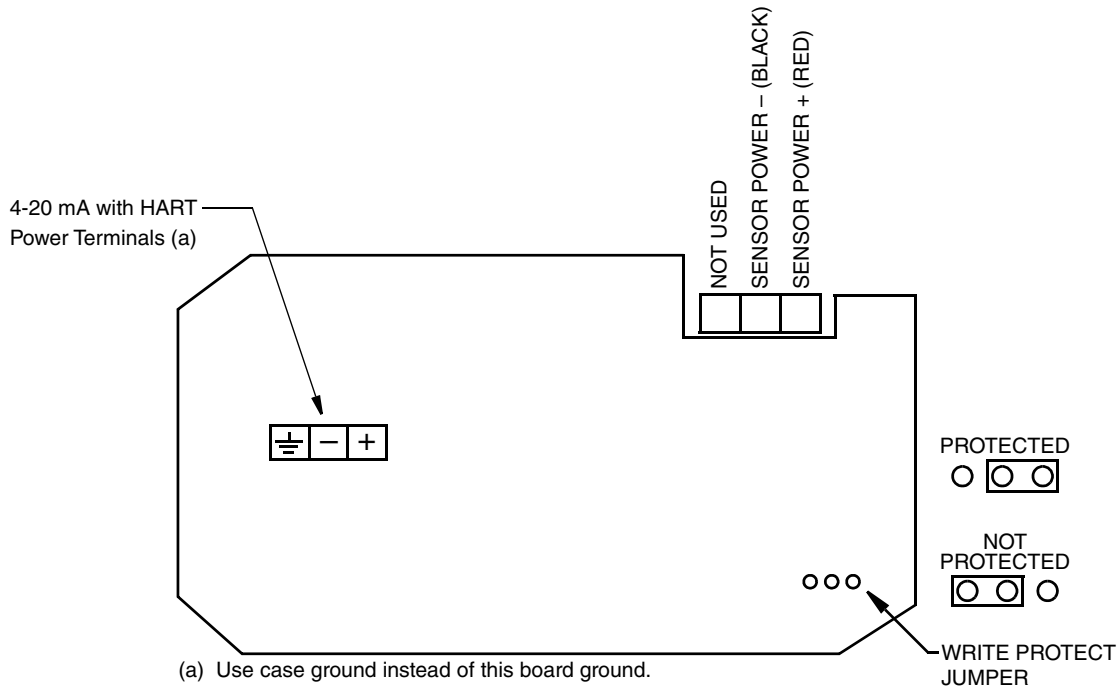 NOT USED
SENSOR POWER – (BLACK)
SENSOR POWER + (RED)
4-20 mA with HART
Power Terminals (a)
– +
PROTECTED
NOT
PROTECTED
WRITE PROTECT
JUMPER
(a) Use case ground instead of this board ground.